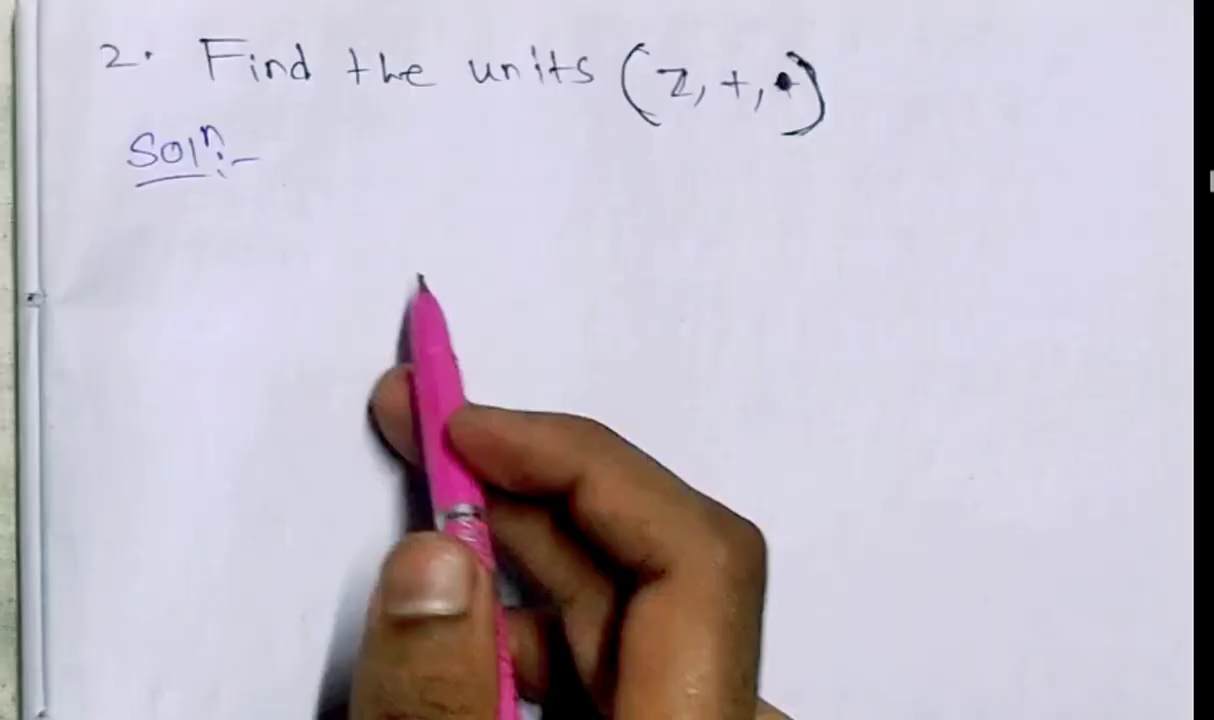 2. Find the units (Z, +, •)
Solⁿ:-